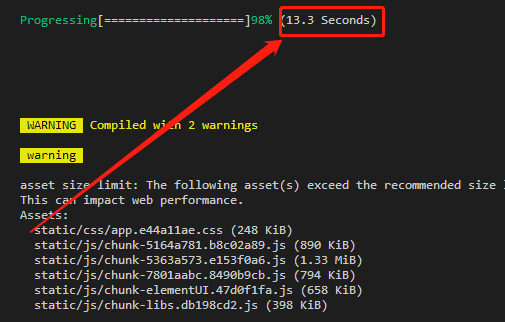 Progressing[====================]98% (13.3 Seconds)
WARNING Compiled with 2 warnings
warning
asset size limit: The following asset(s) exceed the recommended size
This can impact web performance.
Assets:
static/css/app.e44a11ae.css (248 KiB)
static/js/chunk-5164a781.b8c02a89.js (890 KiB)
static/js/chunk-5363a573.e153f0a6.js (1.33 MiB)
static/js/chunk-7801aabc.8490b9cb.js (794 KiB)
static/js/chunk-elementUI.47d0f1fa.js (658 KiB)
static/js/chunk-libs.db198cd2.js (398 KiB)